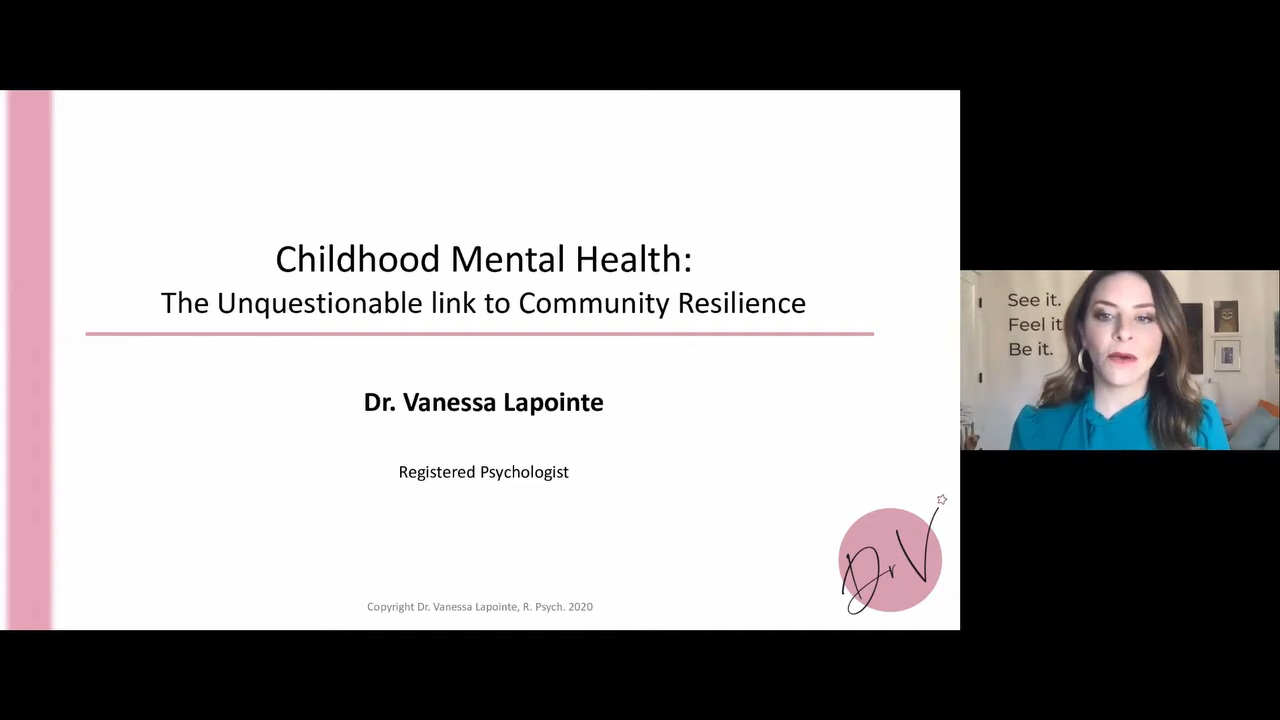 Childhood Mental Health:
The Unquestionable link to Community Resilience
Dr. Vanessa Lapointe
Registered Psychologist
Dr V
Copyright Dr. Vanessa Lapointe, R. Psych. 2020
See it.
Feel it
Be it.